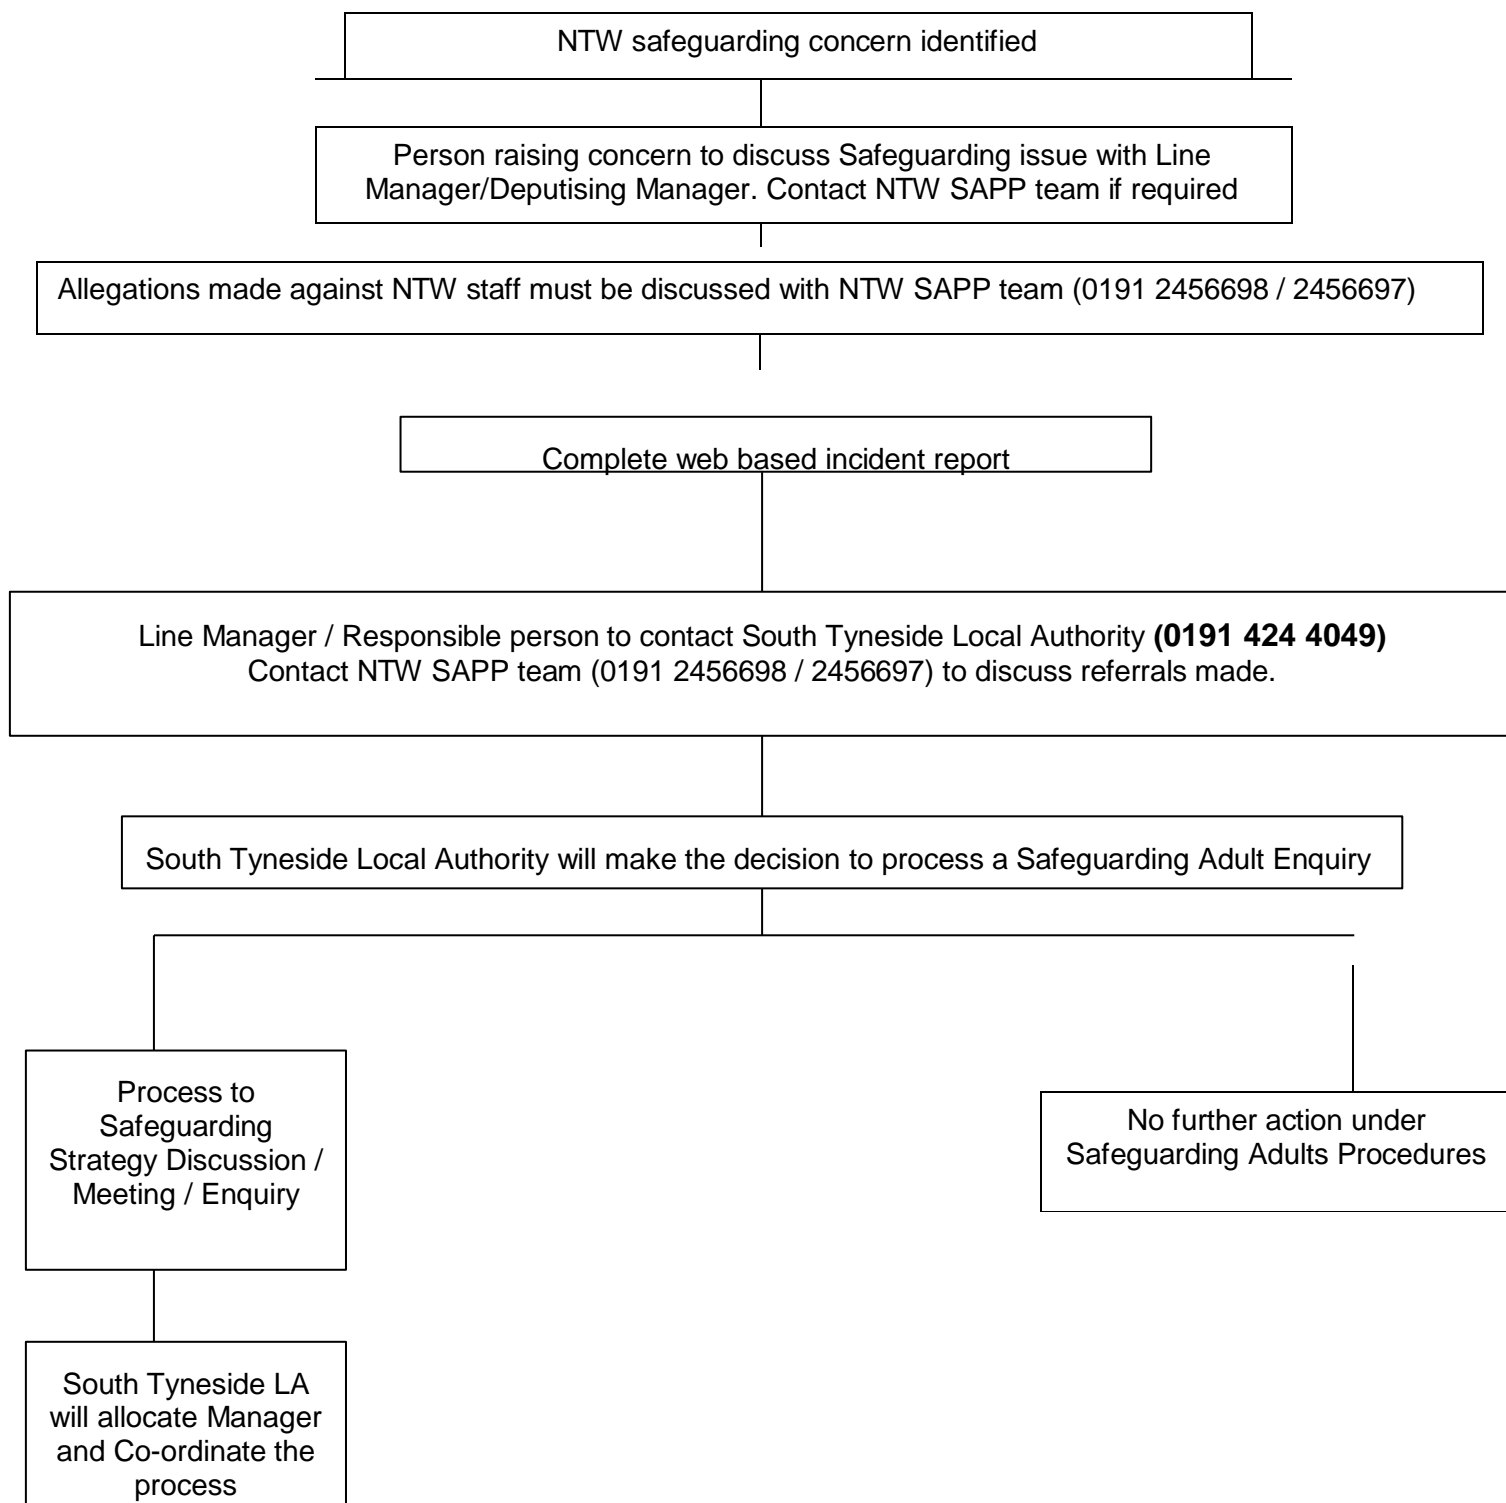 NTW safeguarding concern identified
Person raising concern to discuss Safeguarding issue with Line
Manager/Deputising Manager. Contact NTW SAPP team if required
Allegations made against NTW staff must be discussed with NTW SAPP team (0191 2456698 / 2456697)
Complete web based incident report
Line Manager / Responsible person to contact South Tyneside Local Authority (0191 424 4049)
Contact NTW SAPP team (0191 2456698 / 2456697) to discuss referrals made.
South Tyneside Local Authority will make the decision to process a Safeguarding Adult Enquiry
Process to
Safeguarding
Strategy Discussion /
Meeting / Enquiry
No further action under
Safeguarding Adults Procedures
South Tyneside LA
will allocate Manager
and Co-ordinate the
process